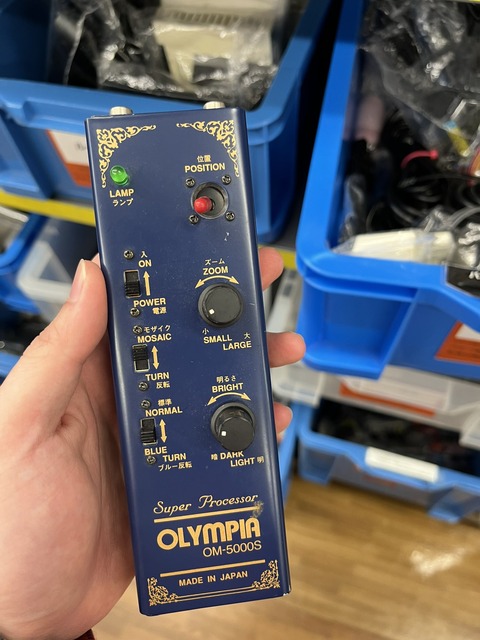 位置
POSITION
LAMP
ランプ
入
ON
POWER
電源
ズーム
ZOOM
小 大
SMALL LARGE
モザイク
MOSAIC
TURN
反転
標準
NORMAL
BLUE TURN
ブルー反転
明るさ
BRIGHT
暗 DARK
LIGHT 明
Super Processor
OLYMPIA
OM-5000S
MADE IN JAPAN